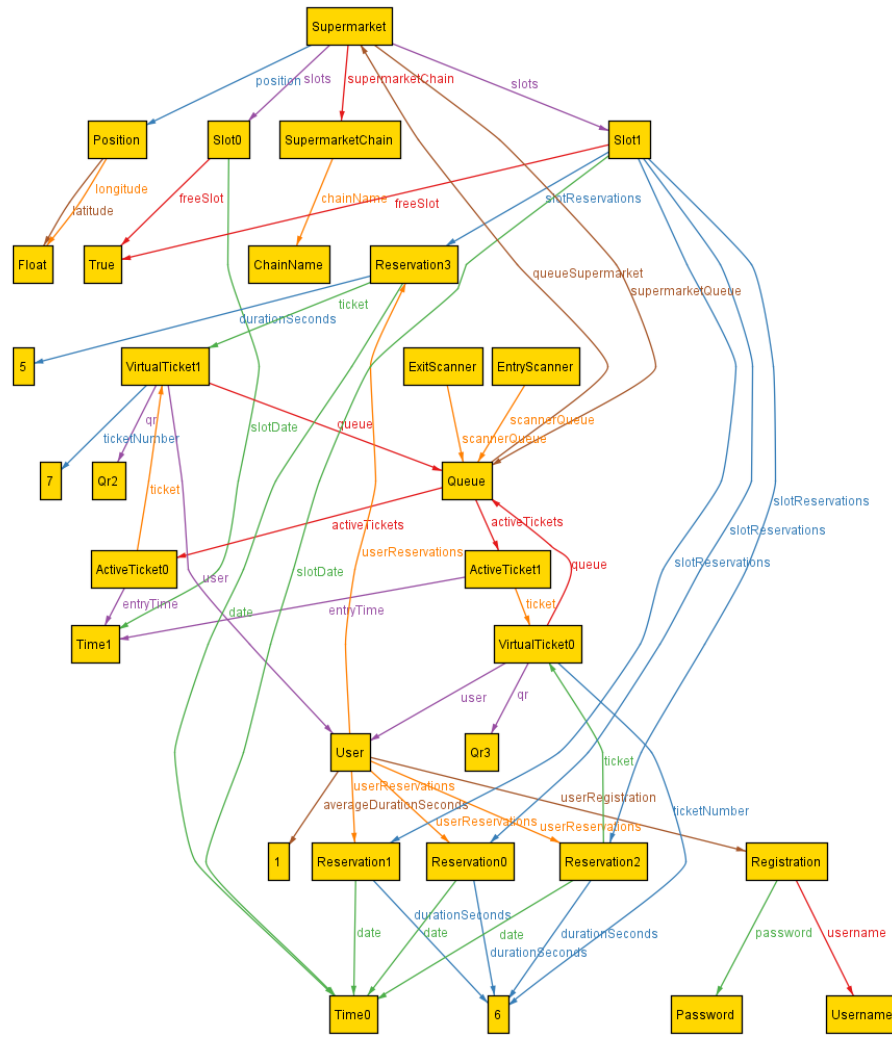 Supermarket
position
slots
supermarketChain
slots
Position
Slot0
SupermarketChain
Slot1
longitude
latitude
freeSlot
chainName
freeSlot
slotReservations
Float
True
ChainName
Reservation3
queueSupermarket
supermarketQueue
ticket
durationSeconds
5
VirtualTicket1
ExitScanner
EntryScanner
qr
ticketNumber
slotDate
queue
scannerQueue
scannerQueue
7
Qr2
ticket
Queue
slotReservations
activeTickets
activeTickets
slotReservations
userReservations
slotReservations
ActiveTicket0
ActiveTicket1
slotDate
user
queue
entryTime
entryTime
ticket
date
Time1
VirtualTicket0
user
qr
User
Qr3
ticket
userReservations
averageDurationSeconds
userRegistration
ticketNumber
userReservations
userReservations
1
Reservation1
Reservation0
Reservation2
Registration
durationSeconds
date
date
date
durationSeconds
durationSeconds
password
username
Time0
6
Password
Username